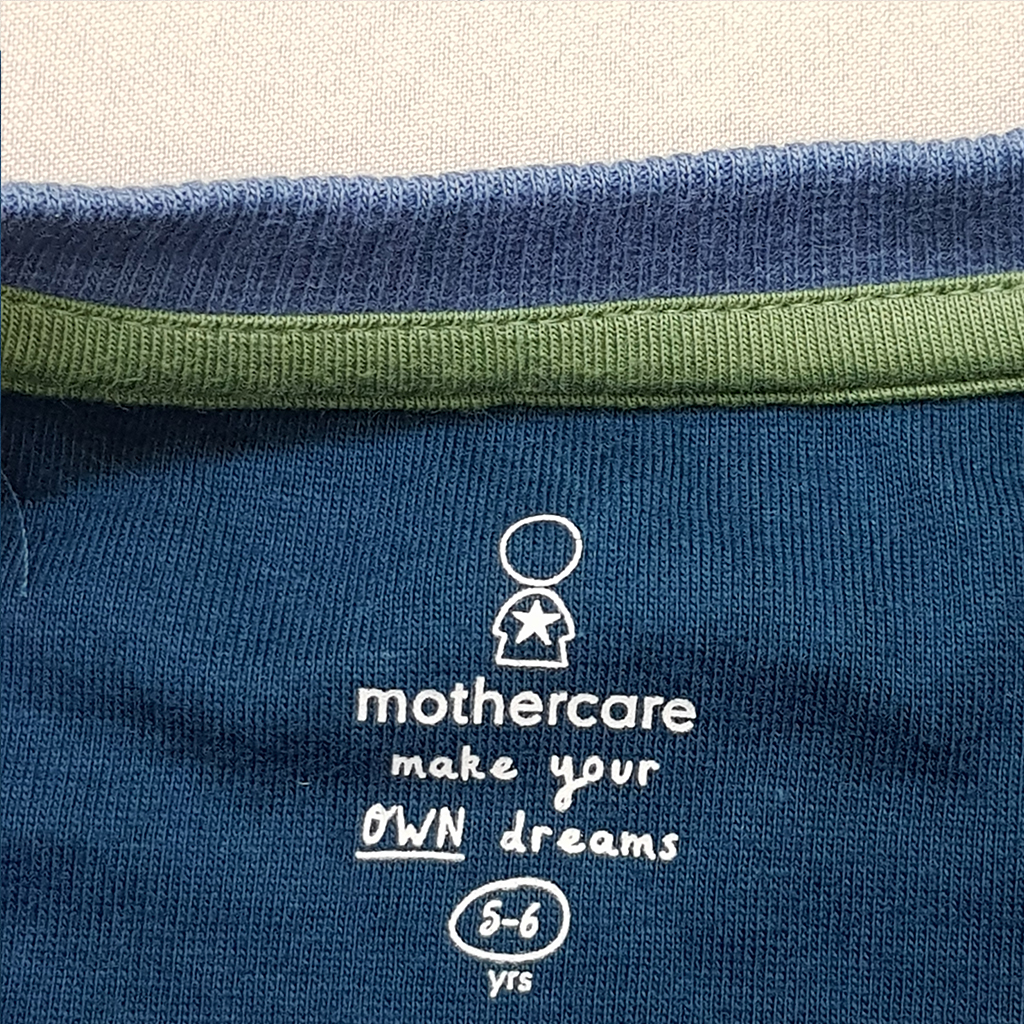 mothercare
make your
OWN dreams
5-6
yrs